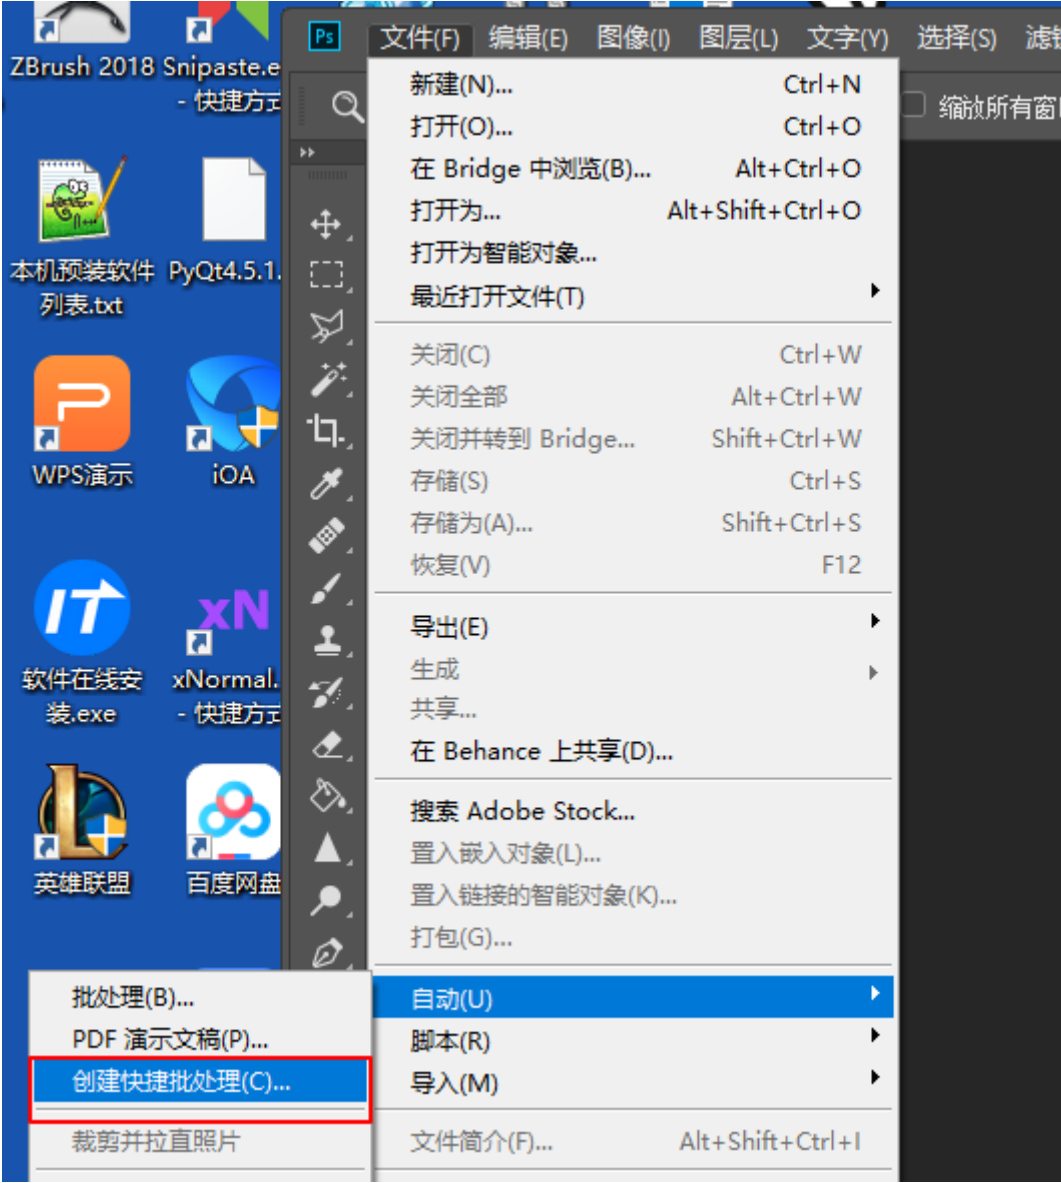 ZBrush 2018
Snipaste.e
- 快捷方式
本机预装软件
列表.txt
PyQt4.5.1.
WPS演示
iOA
软件在线安
装.exe
xNormal.
- 快捷方式
英雄联盟
百度网盘
Ps
文件(F) 编辑(E) 图像(I) 图层(L) 文字(Y) 选择(S) 滤镜
缩放所有窗口
新建(N)... Ctrl+N
打开(O)... Ctrl+O
在 Bridge 中浏览(B)... Alt+Ctrl+O
打开为... Alt+Shift+Ctrl+O
打开为智能对象...
最近打开文件(T)
关闭(C) Ctrl+W
关闭全部 Alt+Ctrl+W
关闭并转到 Bridge... Shift+Ctrl+W
存储(S) Ctrl+S
存储为(A)... Shift+Ctrl+S
恢复(V) F12
导出(E)
生成
共享...
在 Behance 上共享(D)...
搜索 Adobe Stock...
置入嵌入对象(L)...
置入链接的智能对象(K)...
打包(G)...
自动(U)
脚本(R)
导入(M)
文件简介(F)... Alt+Shift+Ctrl+I
批处理(B)...
PDF 演示文稿(P)...
创建快捷批处理(C)...
裁剪并拉直照片